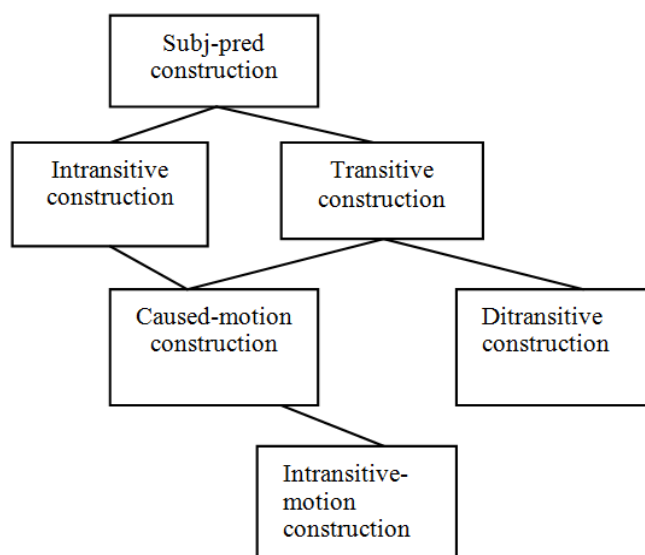 Subj-pred
construction
Intransitive
construction
Transitive
construction
Caused-motion
construction
Ditransitive
construction
Intransitive-
motion
construction